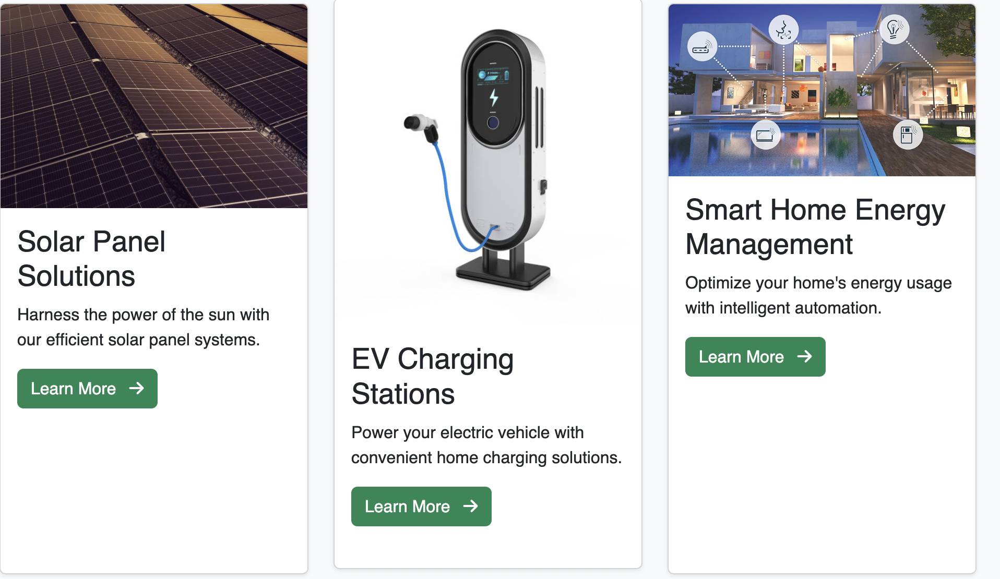 Solar Panel
Solutions
Harness the power of the sun with
our efficient solar panel systems.
Learn More
EV Charging
Stations
Power your electric vehicle with
convenient home charging solutions.
Learn More
Smart Home Energy
Management
Optimize your home's energy usage
with intelligent automation.
Learn More